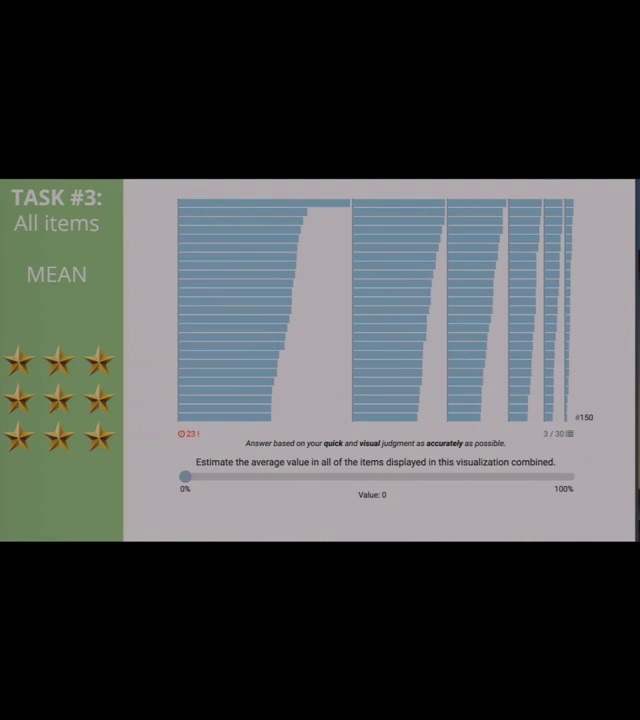 TASK #3:
All items
MEAN
#150
23 !
3 / 30
Answer based on your quick and visual judgment as accurately as possible.
Estimate the average value in all of the items displayed in this visualization combined.
0%
100%
Value: 0